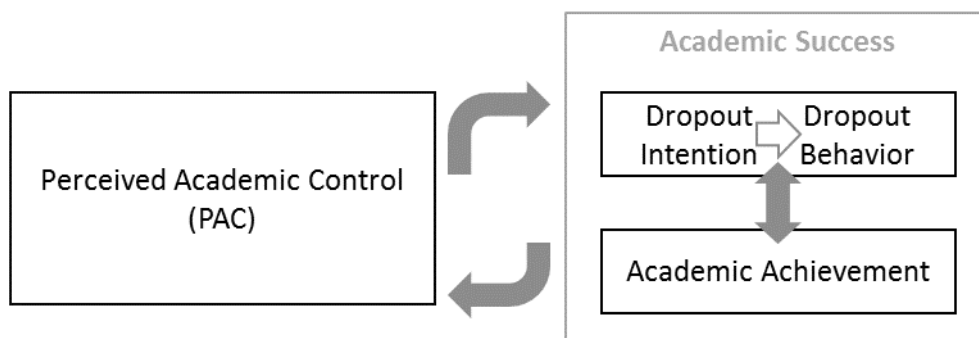 Academic Success
Perceived Academic Control
(PAC)
Dropout Intention
Dropout Behavior
Academic Achievement